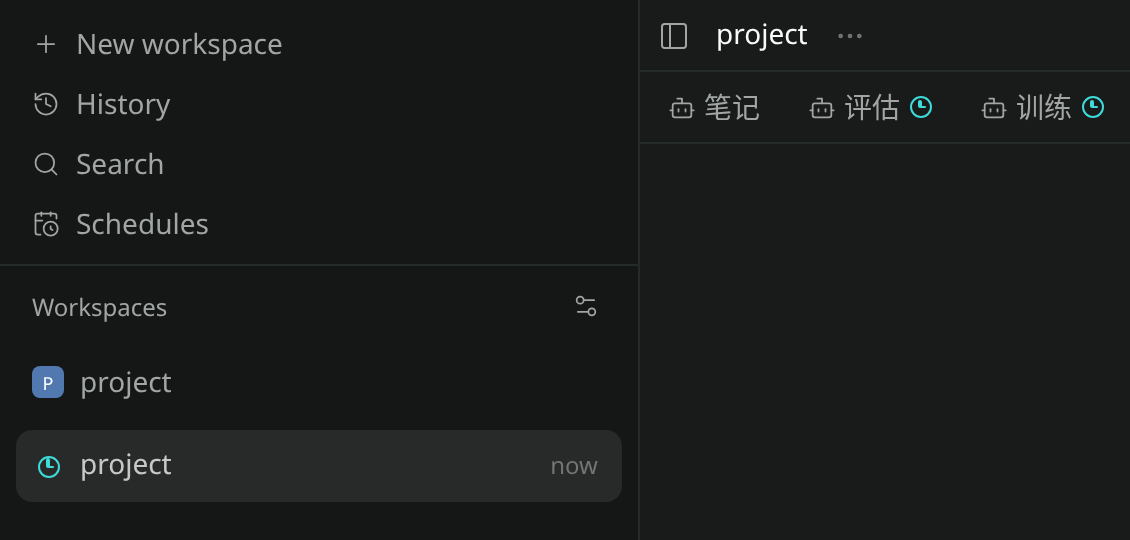 New workspace
History
Search
Schedules
Workspaces
P project
project now
project
笔记 评估 训练